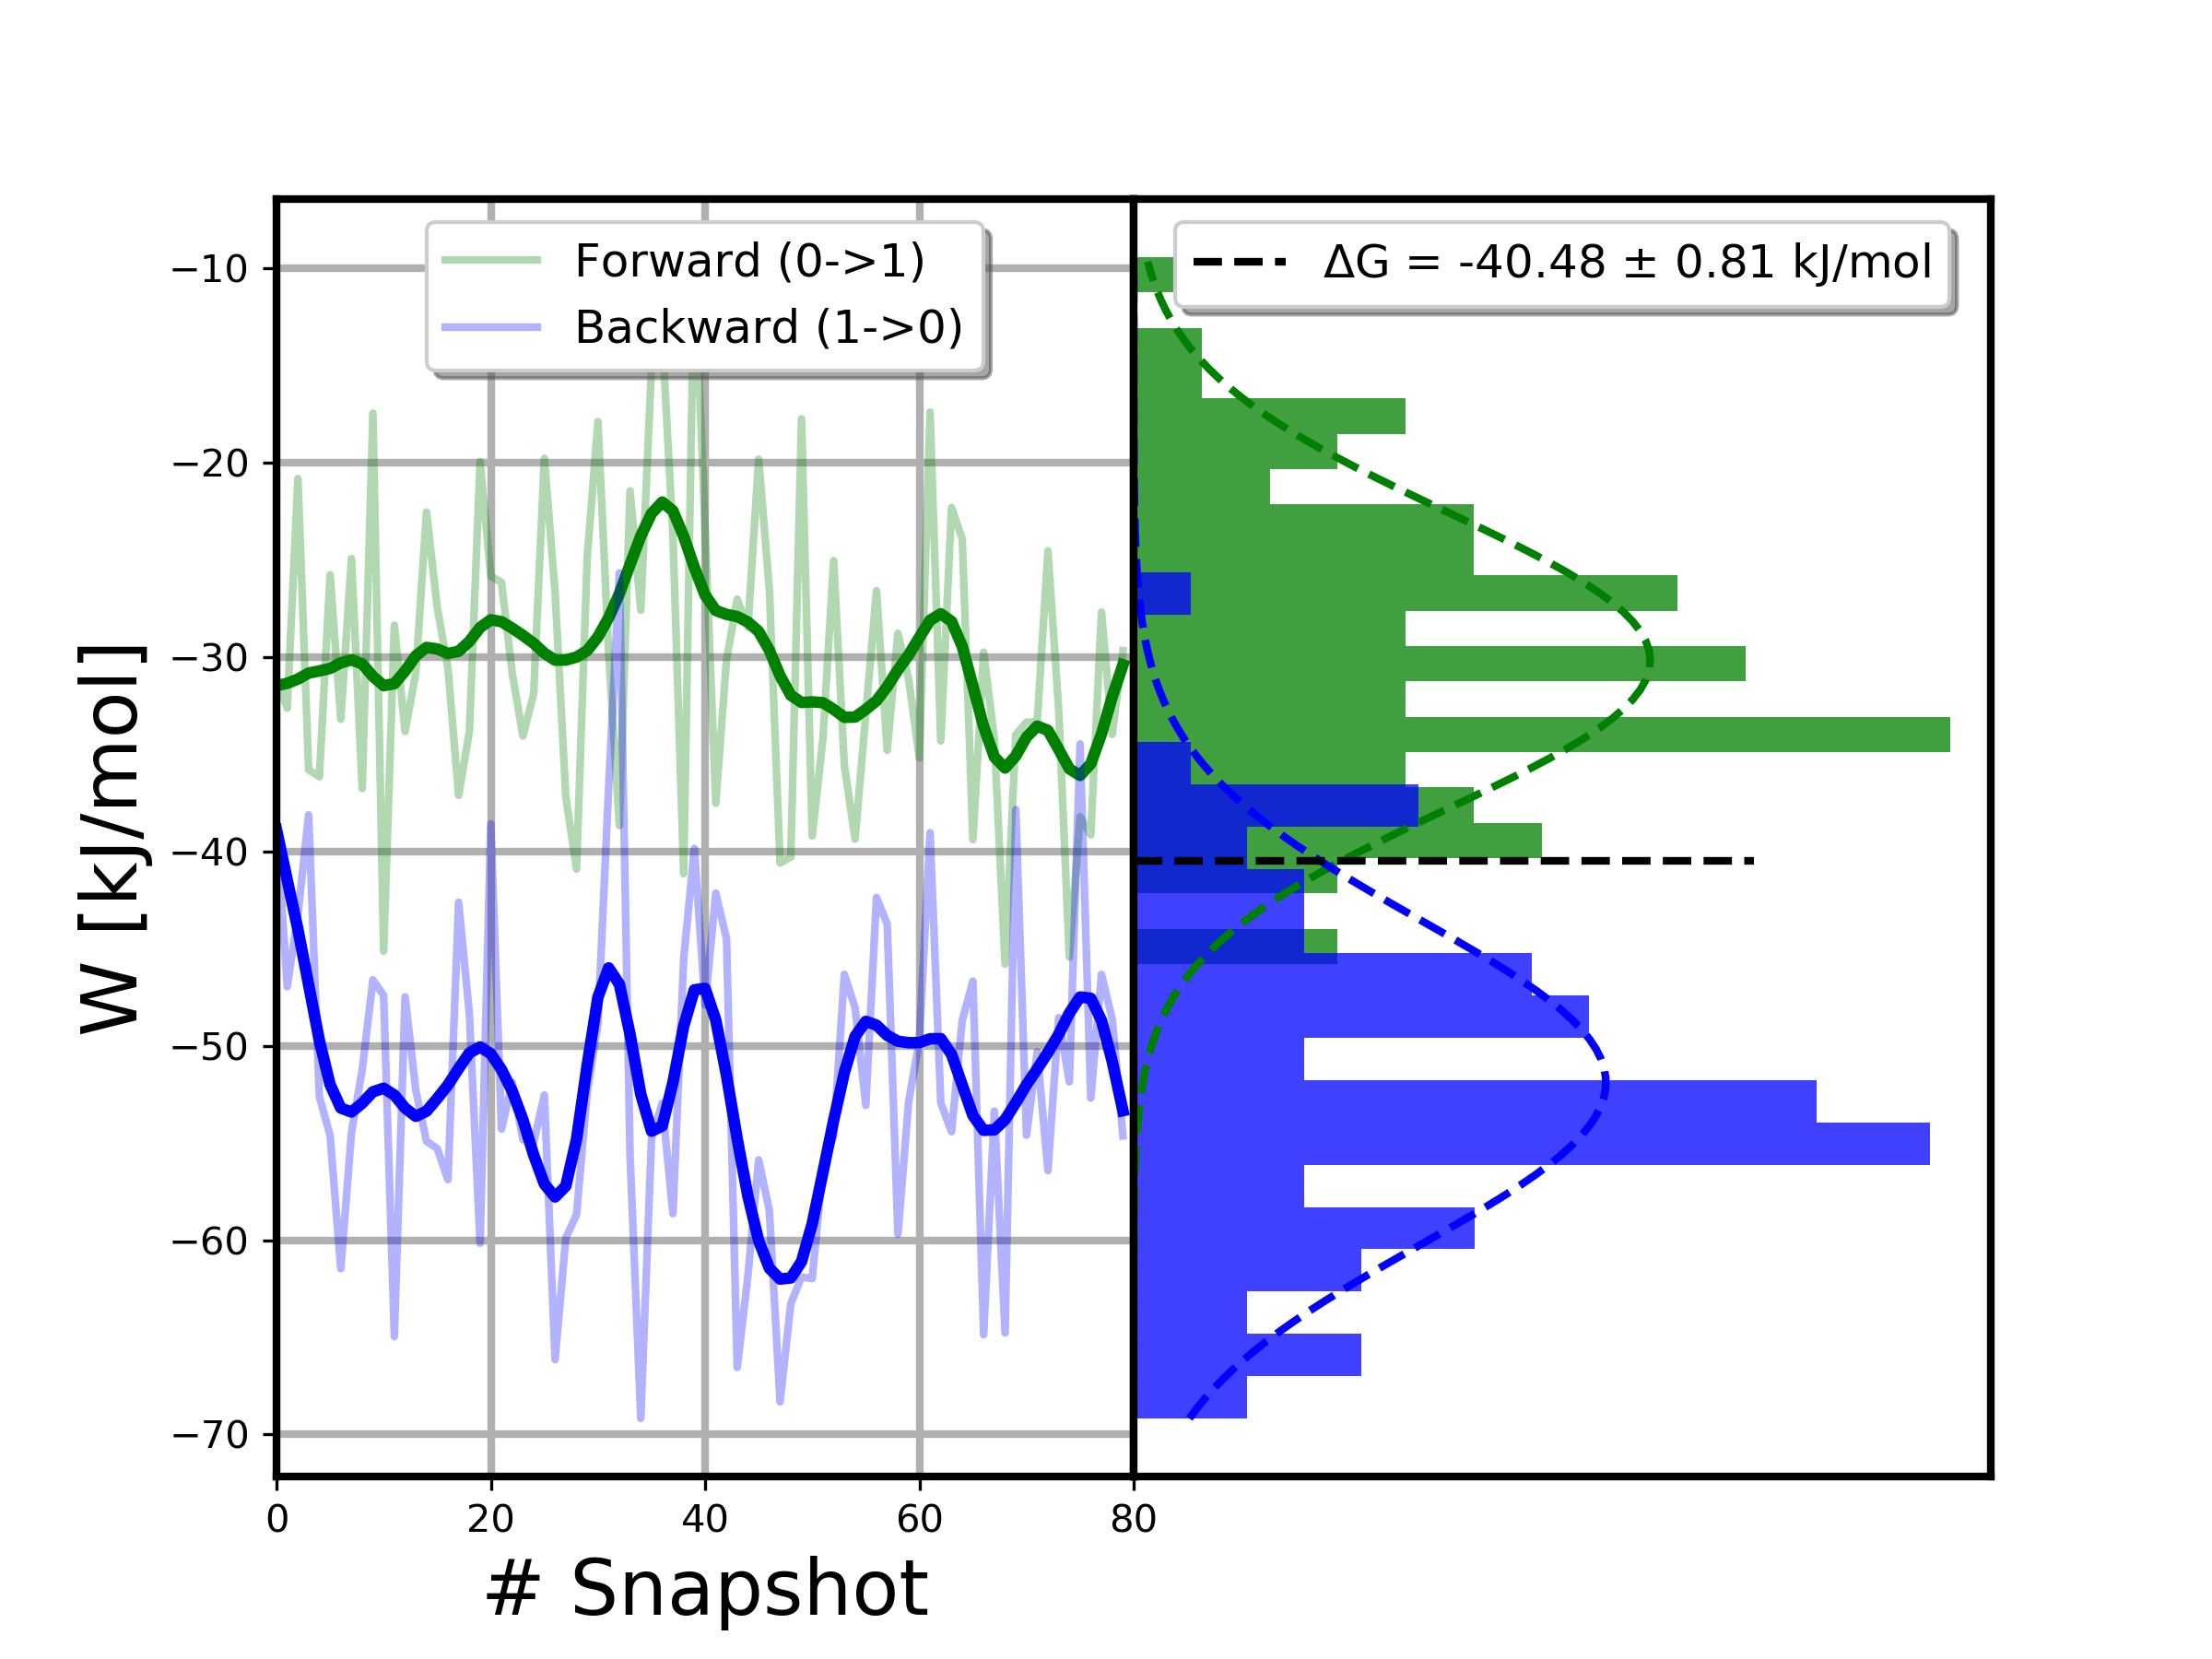 Forward (0->1)
Backward (1->0)
ΔG = -40.48 ± 0.81 kJ/mol
W [kJ/mol]
−10
−20
−30
−40
−50
−60
−70
0 20 40 60 80
# Snapshot